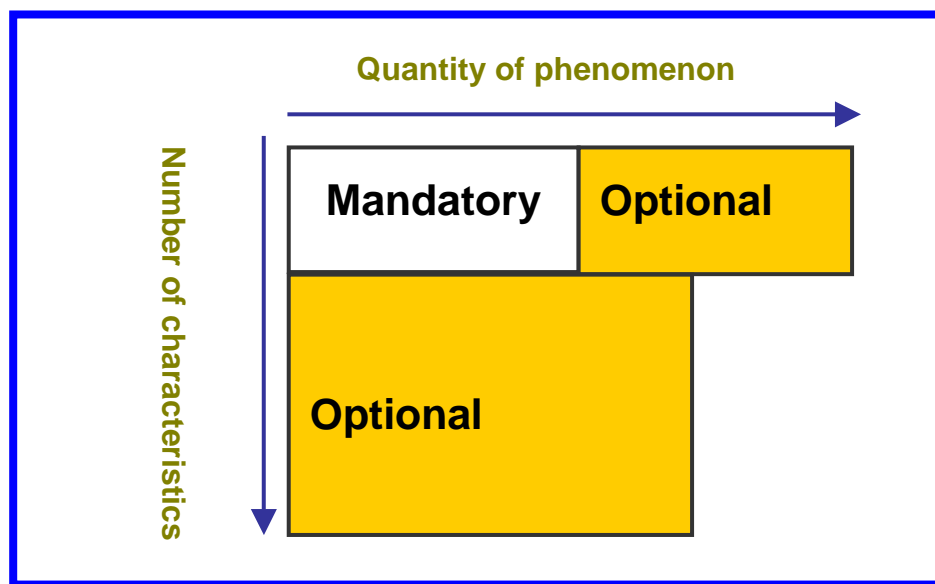 Quantity of phenomenon
Number of characteristics
Mandatory
Optional
Optional